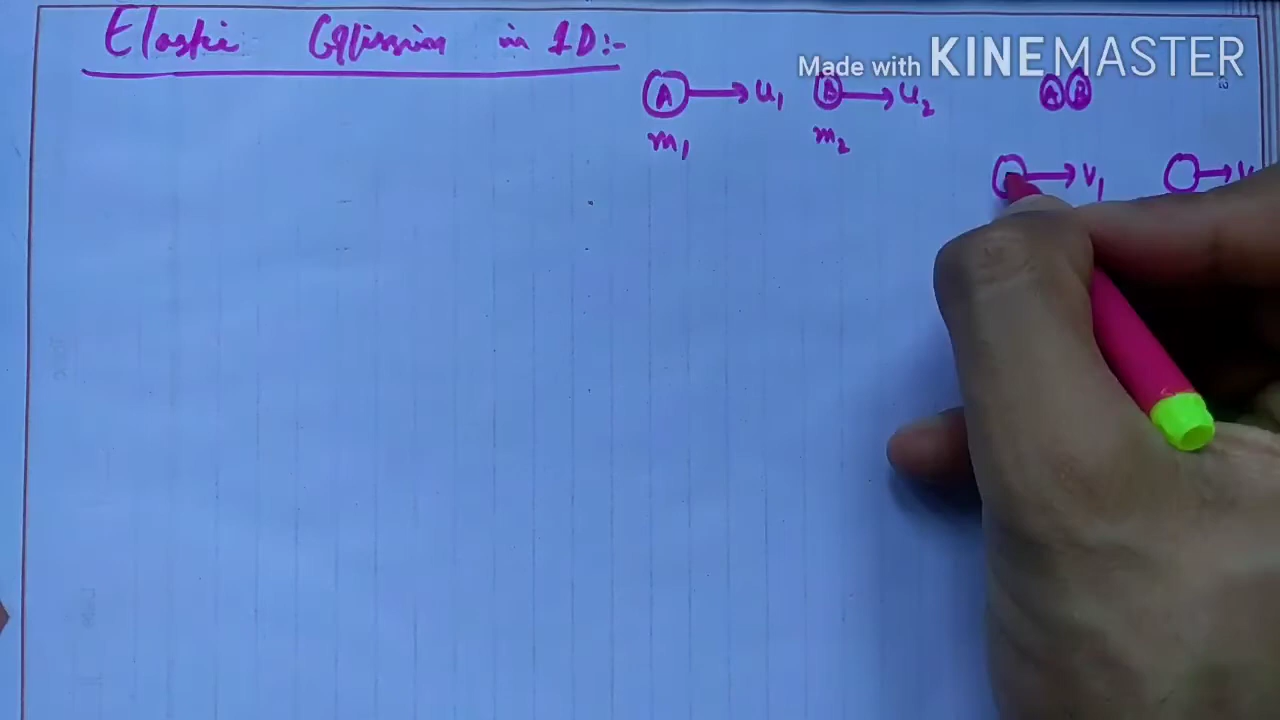 Elastic Collision in 1D:-
Made with KINEMASTER
A → u₁ B → u₂ A B
m₁ m₂
→ v₁ → v